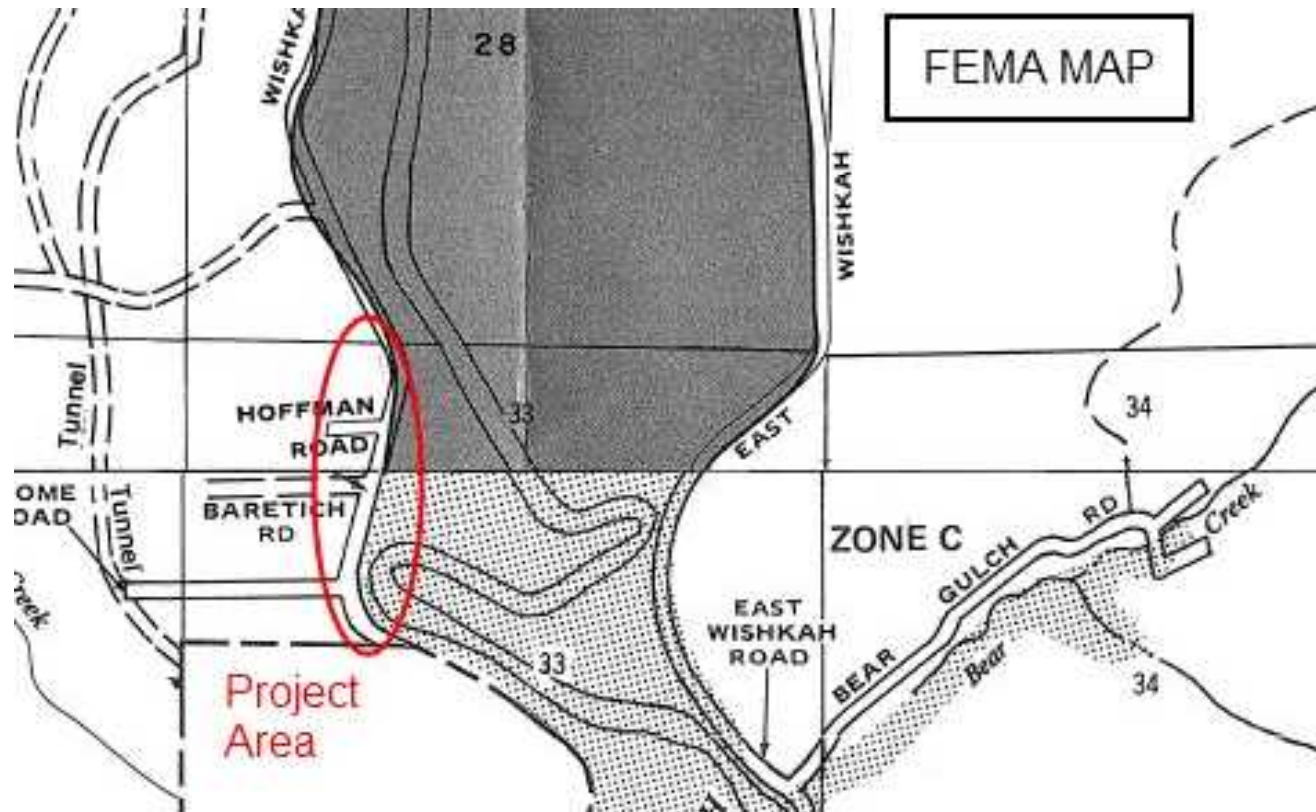 28
WISHKA
FEMA MAP
WISHKAH
Tunnel
HOFFMAN
ROAD
33
EAST
34
OME
OAD
Tunnel
BARETICH
RD
Creek
ZONE C
BEAR GULCH RD
Creek
EAST
WISHKAH
ROAD
Bear
33
34
Project
Area